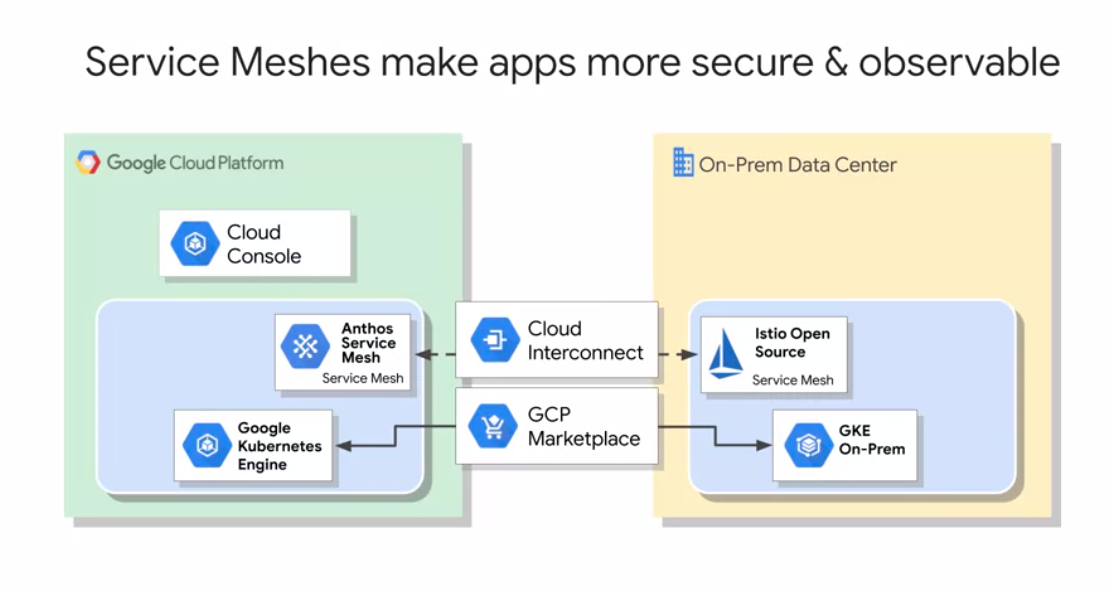 Service Meshes make apps more secure & observable
Google Cloud Platform
On-Prem Data Center
Cloud
Console
Anthos
Service
Mesh
Service Mesh
Cloud
Interconnect
Istio Open
Source
Service Mesh
Google
Kubernetes
Engine
GCP
Marketplace
GKE
On-Prem